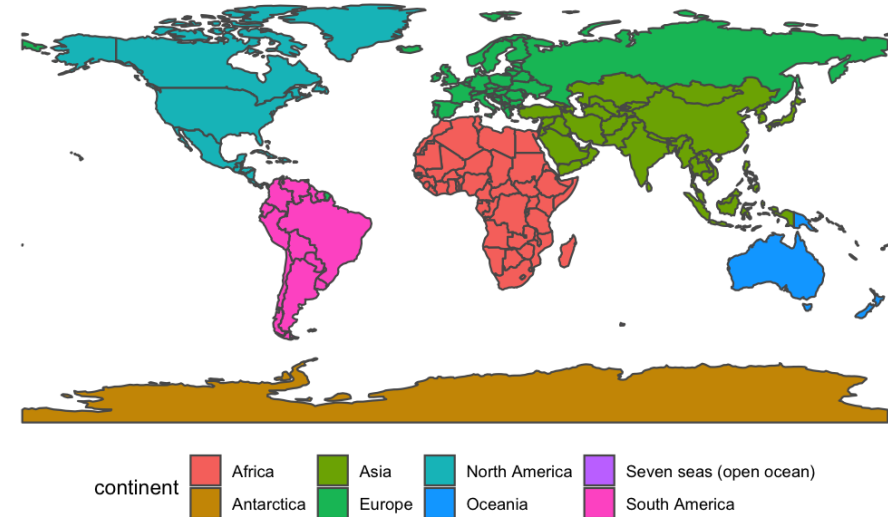 continent
Africa
Asia
North America
Seven seas (open ocean)
Antarctica
Europe
Oceania
South America